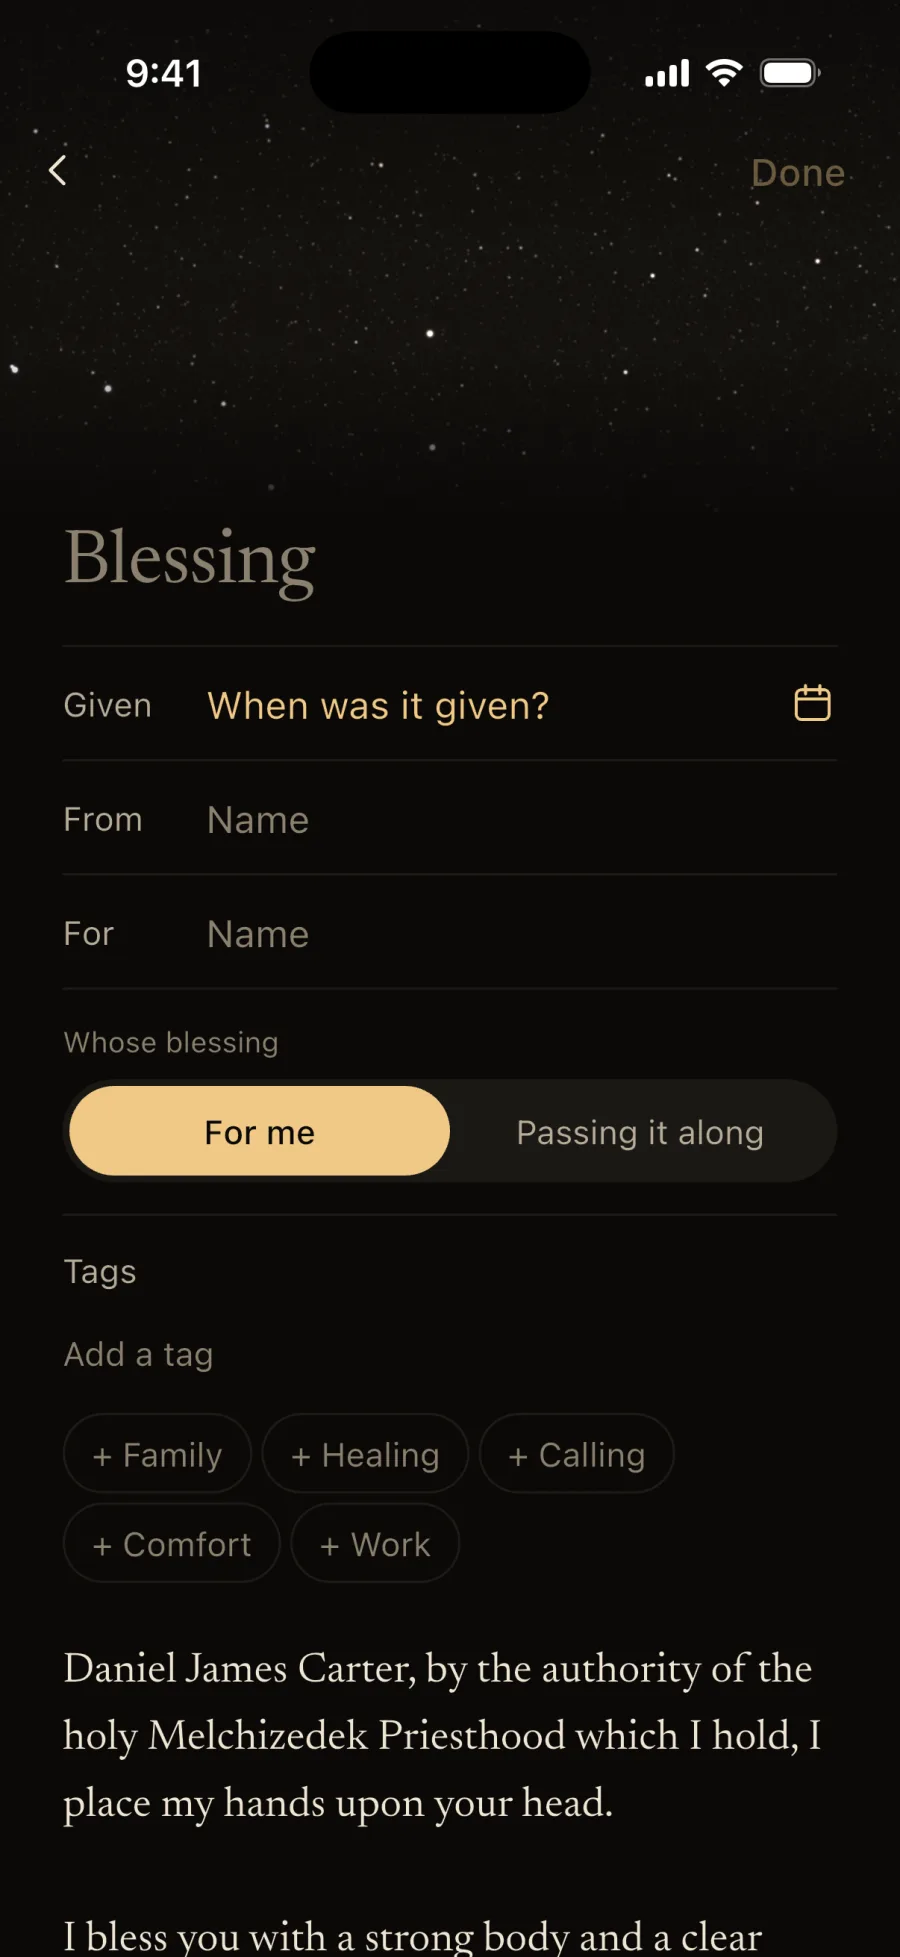 9:41
Done
Blessing
Given When was it given?
From Name
For Name
Whose blessing
For me Passing it along
Tags
Add a tag
+ Family + Healing + Calling
+ Comfort + Work
Daniel James Carter, by the authority of the
holy Melchizedek Priesthood which I hold, I
place my hands upon your head.
I bless you with a strong body and a clear